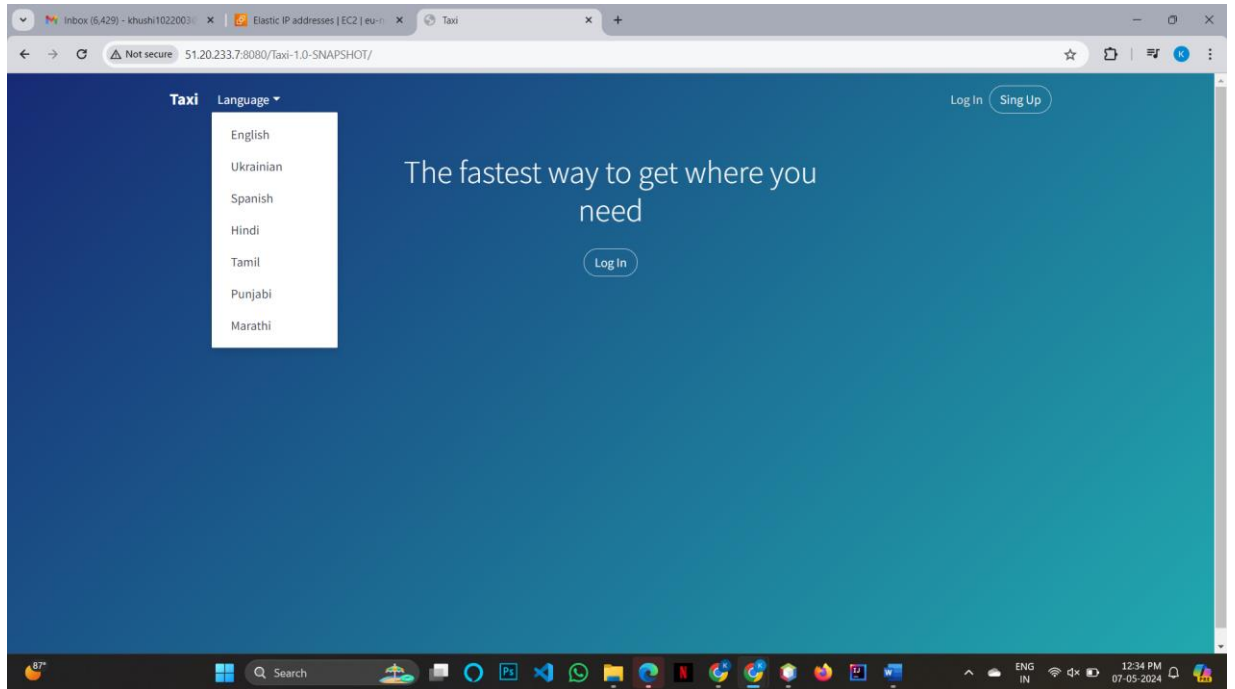 Inbox (6,429) - khushi1022003
Elastic IP addresses | EC2 | eu-n
Taxi
Not secure 51.20.233.7:8080/Taxi-1.0-SNAPSHOT/
K
Taxi Language Log In Sing Up
English
Ukrainian
Spanish
Hindi
Tamil
Punjabi
Marathi
The fastest way to get where you
need
Log In
87°
Search
Ps
N
IJ
W
ENG
IN
12:34 PM
07-05-2024